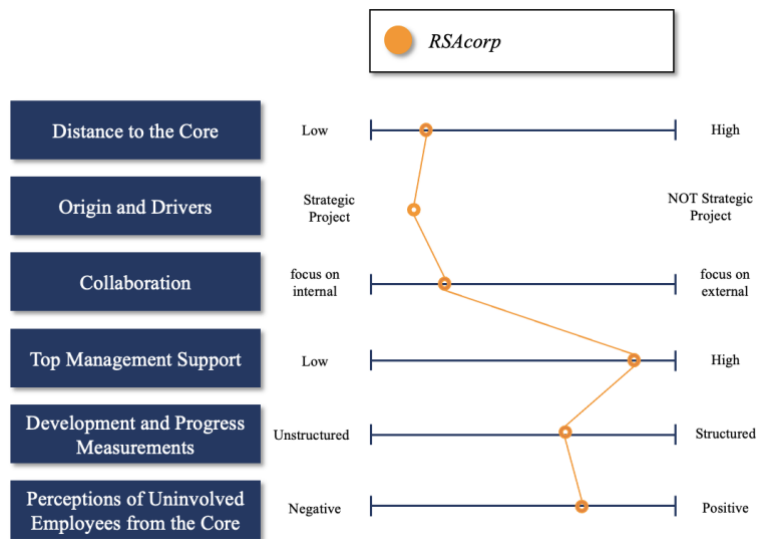 RSAcorp
Distance to the Core
Low
High
Origin and Drivers
Strategic
Project
NOT Strategic
Project
Collaboration
focus on
internal
focus on
external
Top Management Support
Low
High
Development and Progress
Measurements
Unstructured
Structured
Perceptions of Uninvolved
Employees from the Core
Negative
Positive